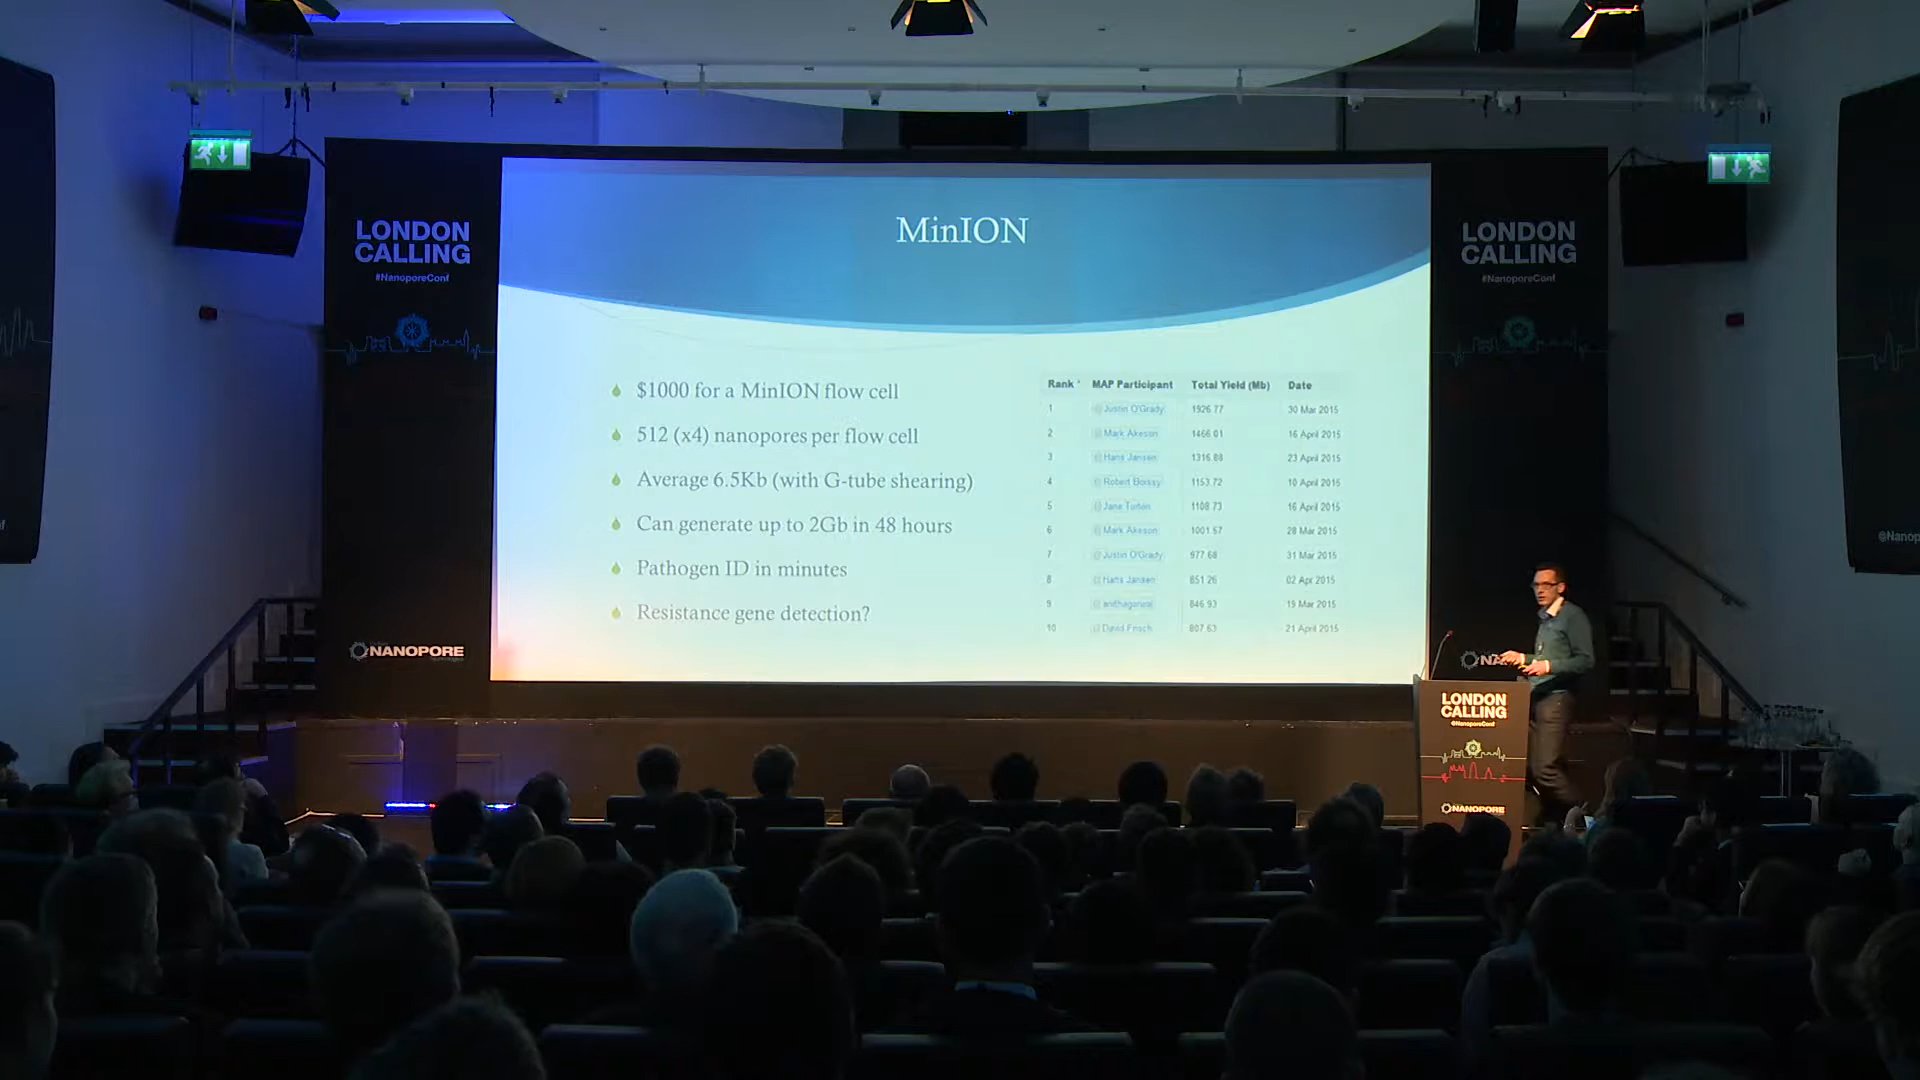 LONDON
CALLING
#NanoporeConf
NANOPORE
MinION
$1000 for a MinION flow cell
512 (x4) nanopores per flow cell
Average 6.5Kb (with G-tube shearing)
Can generate up to 2Gb in 48 hours
Pathogen ID in minutes
Resistance gene detection?
Rank MAP Participant Total Yield (Mb) Date
1 @Justin O'Grady 1926.77 30 Mar 2015
2 @Mark Akeson 1466.01 16 April 2015
3 @Hans Jansen 1316.88 23 April 2015
4 @Robert Boissy 1153.72 10 April 2015
5 @Jane Turton 1108.73 16 April 2015
6 @Mark Akeson 1001.57 28 Mar 2015
7 @Justin O'Grady 977.68 31 Mar 2015
8 @Hans Jansen 851.26 02 Apr 2015
9 846.93 19 Mar 2015
10 807.63 21 April 2015
LONDON
CALLING
#NanoporeConf
NA
LONDON
CALLING
@NanoporeConf
NANOPORE
@Nanop